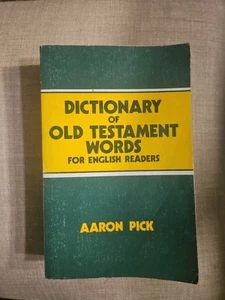 DICTIONARY
OF
OLD TESTAMENT
WORDS
FOR ENGLISH READERS
AARON PICK